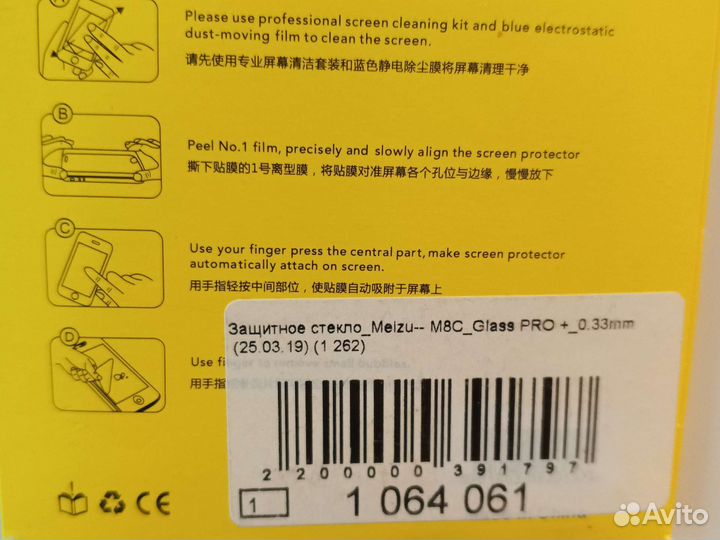 A
Please use professional screen cleaning kit and blue electrostatic
dust-moving film to clean the screen.
请先使用专业屏幕清洁套装和蓝色静电除尘膜将屏幕清理干净
B
Peel No.1 film, precisely and slowly align the screen protector
撕下贴膜的1号离型膜，将贴膜对准屏幕各个孔位与边缘，慢慢放下
C
Use your finger press the central part, make screen protector
automatically attach on screen.
用手指轻按中间部位，使贴膜自动吸附于屏幕上
D
Use
用手指
Защитное стекло_Meizu-- M8C_Glass PRO +_0.33mm
(25.03.19) (1 262)
2 200000 391797
1
1 064 061
CE
Avito